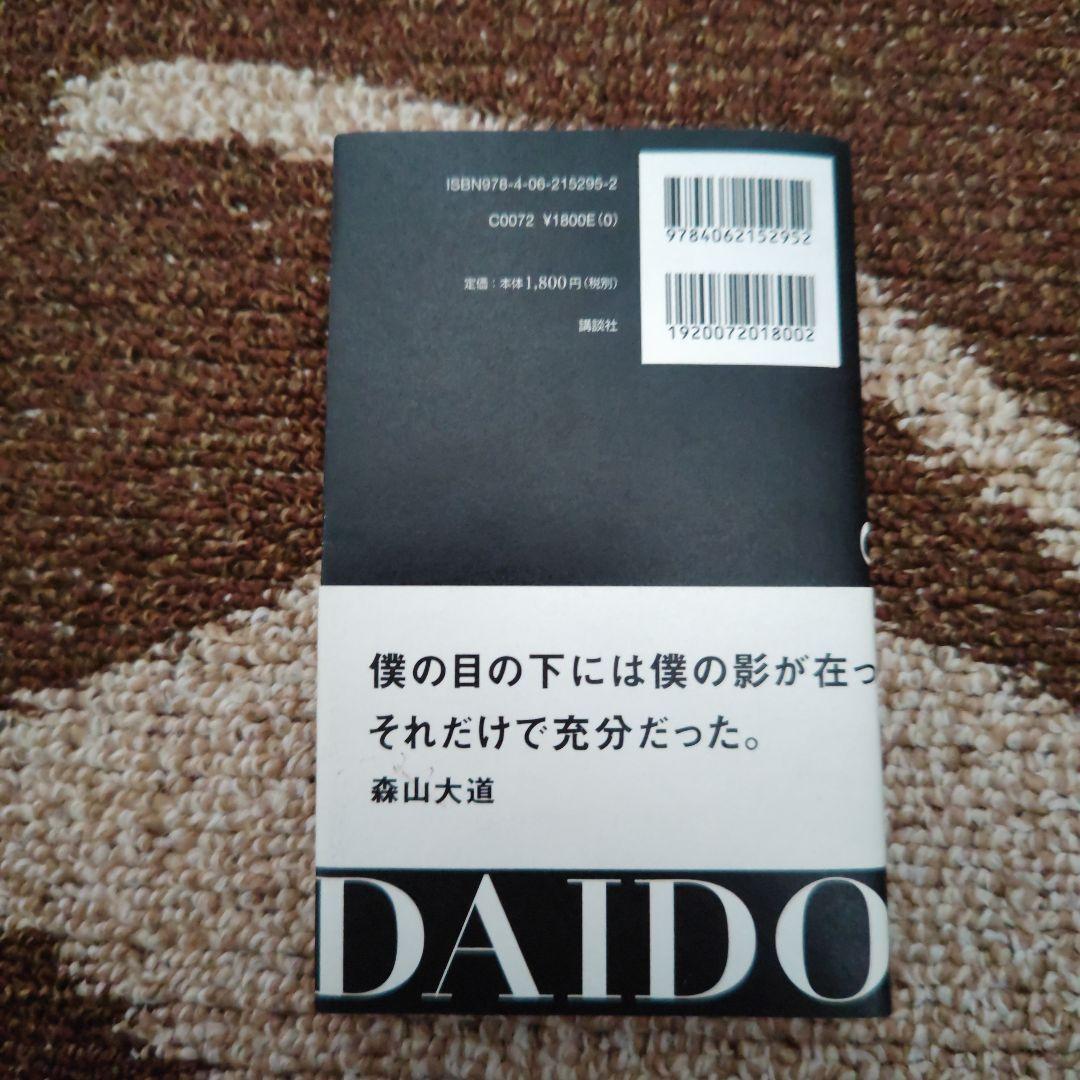 ISBN978-4-06-215295-2
C0072 ¥1800E(0)
定価：本体1,800円(税別)
講談社
9784062152952
1920072018002
僕の目の下には僕の影が在っ
それだけで充分だった。
森山大道
DAIDO